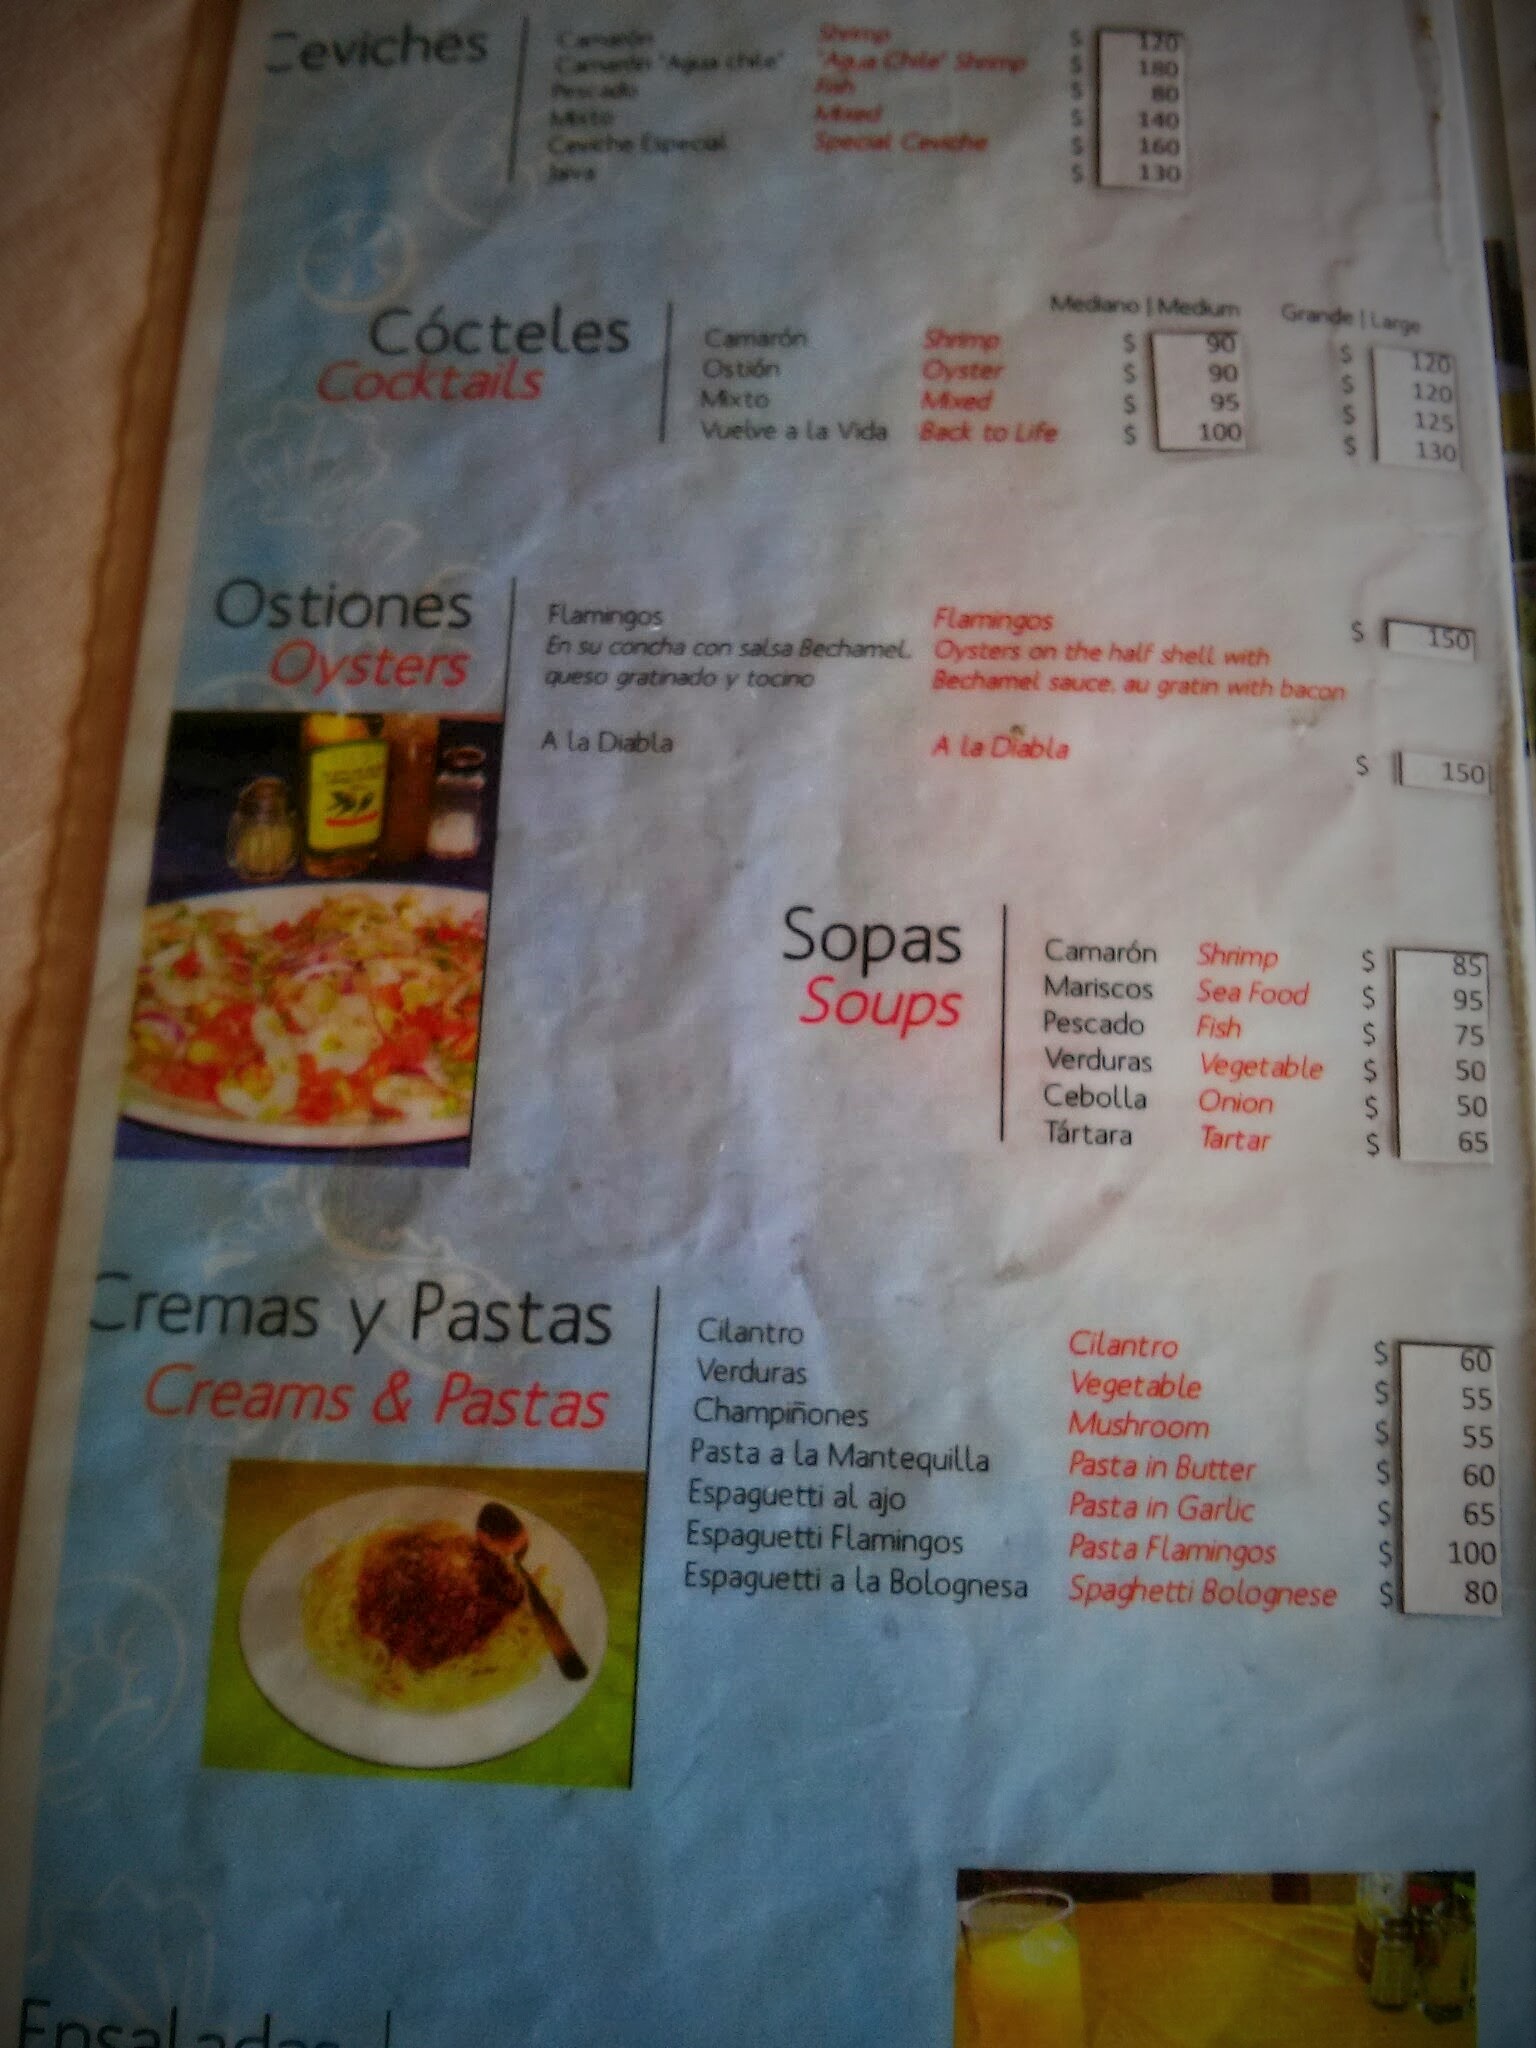 Ceviches
Camarón Shrimp $ 120
Camarón "Agua chile" "Agua Chile" Shrimp $ 180
Pescado Fish $ 80
Mixto Mixed $ 140
Ceviche Especial Special Ceviche $ 160
Jaiva $ 130
Mediano | Medium Grande | Large
Cócteles
Cocktails
Camarón Shrimp $ 90 $ 120
Ostión Oyster $ 90 $ 120
Mixto Mixed $ 95 $ 125
Vuelve a la Vida Back to Life $ 100 $ 130
Ostiones
Oysters
Flamingos Flamingos $ 150
En su concha con salsa Bechamel, Oysters on the half shell with
queso gratinado y tocino Bechamel sauce, au gratin with bacon
A la Diabla A la Diabla $ 150
Sopas
Soups
Camarón Shrimp $ 85
Mariscos Sea Food $ 95
Pescado Fish $ 75
Verduras Vegetable $ 50
Cebolla Onion $ 50
Tártara Tartar $ 65
Cremas y Pastas
Creams & Pastas
Cilantro Cilantro $ 60
Verduras Vegetable $ 55
Champiñones Mushroom $ 55
Pasta a la Mantequilla Pasta in Butter $ 60
Espaguetti al ajo Pasta in Garlic $ 65
Espaguetti Flamingos Pasta Flamingos $ 100
Espaguetti a la Bolognesa Spaghetti Bolognese $ 80
Ensaladas